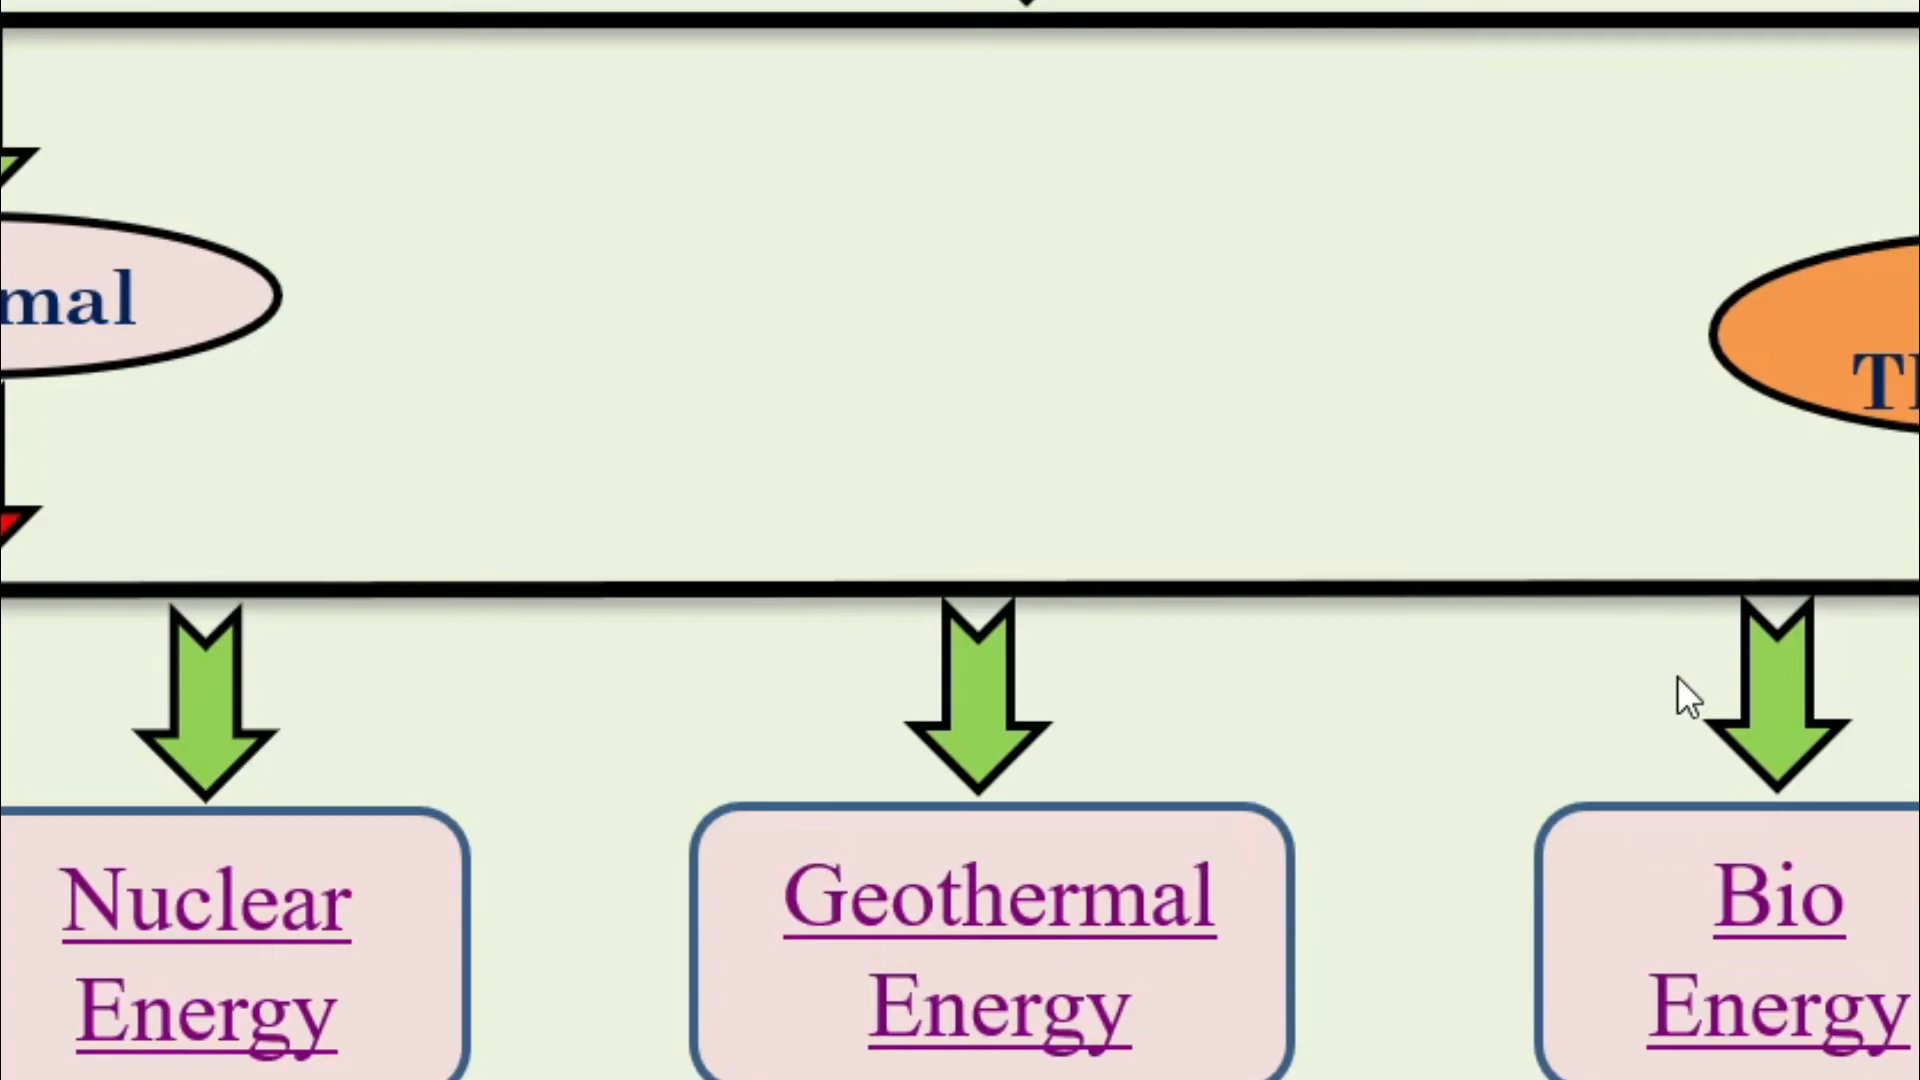 mal
Nuclear
Energy
Geothermal
Energy
Bio
Energy